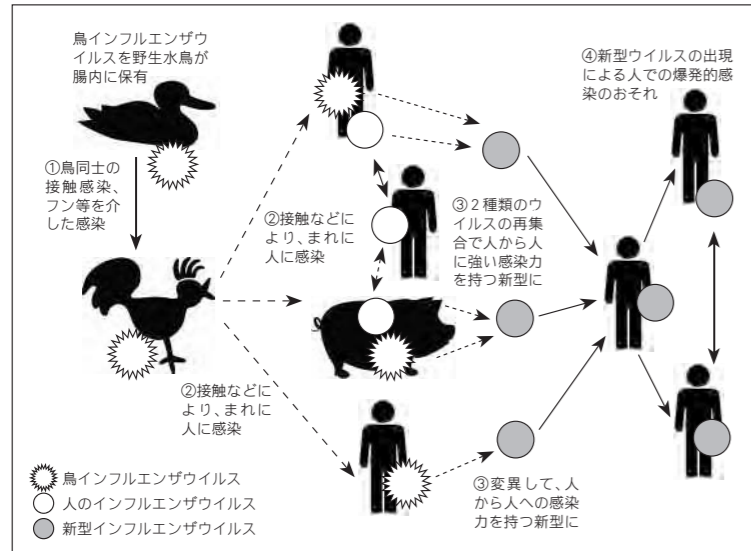 鳥インフルエンザウ
イルスを野生水鳥が
腸内に保有
①鳥同士の
接触感染、
フン等を介
した感染
②接触などに
より、まれに
人に感染
②接触などに
より、まれに
人に感染
③2種類のウ
イルスの再集
合で人から人
に強い感染力
を持つ新型に
③変異して、人
から人への感染
力を持つ新型に
④新型ウイルスの出現
による人での爆発的感
染のおそれ
鳥インフルエンザウイルス
人のインフルエンザウイルス
新型インフルエンザウイルス